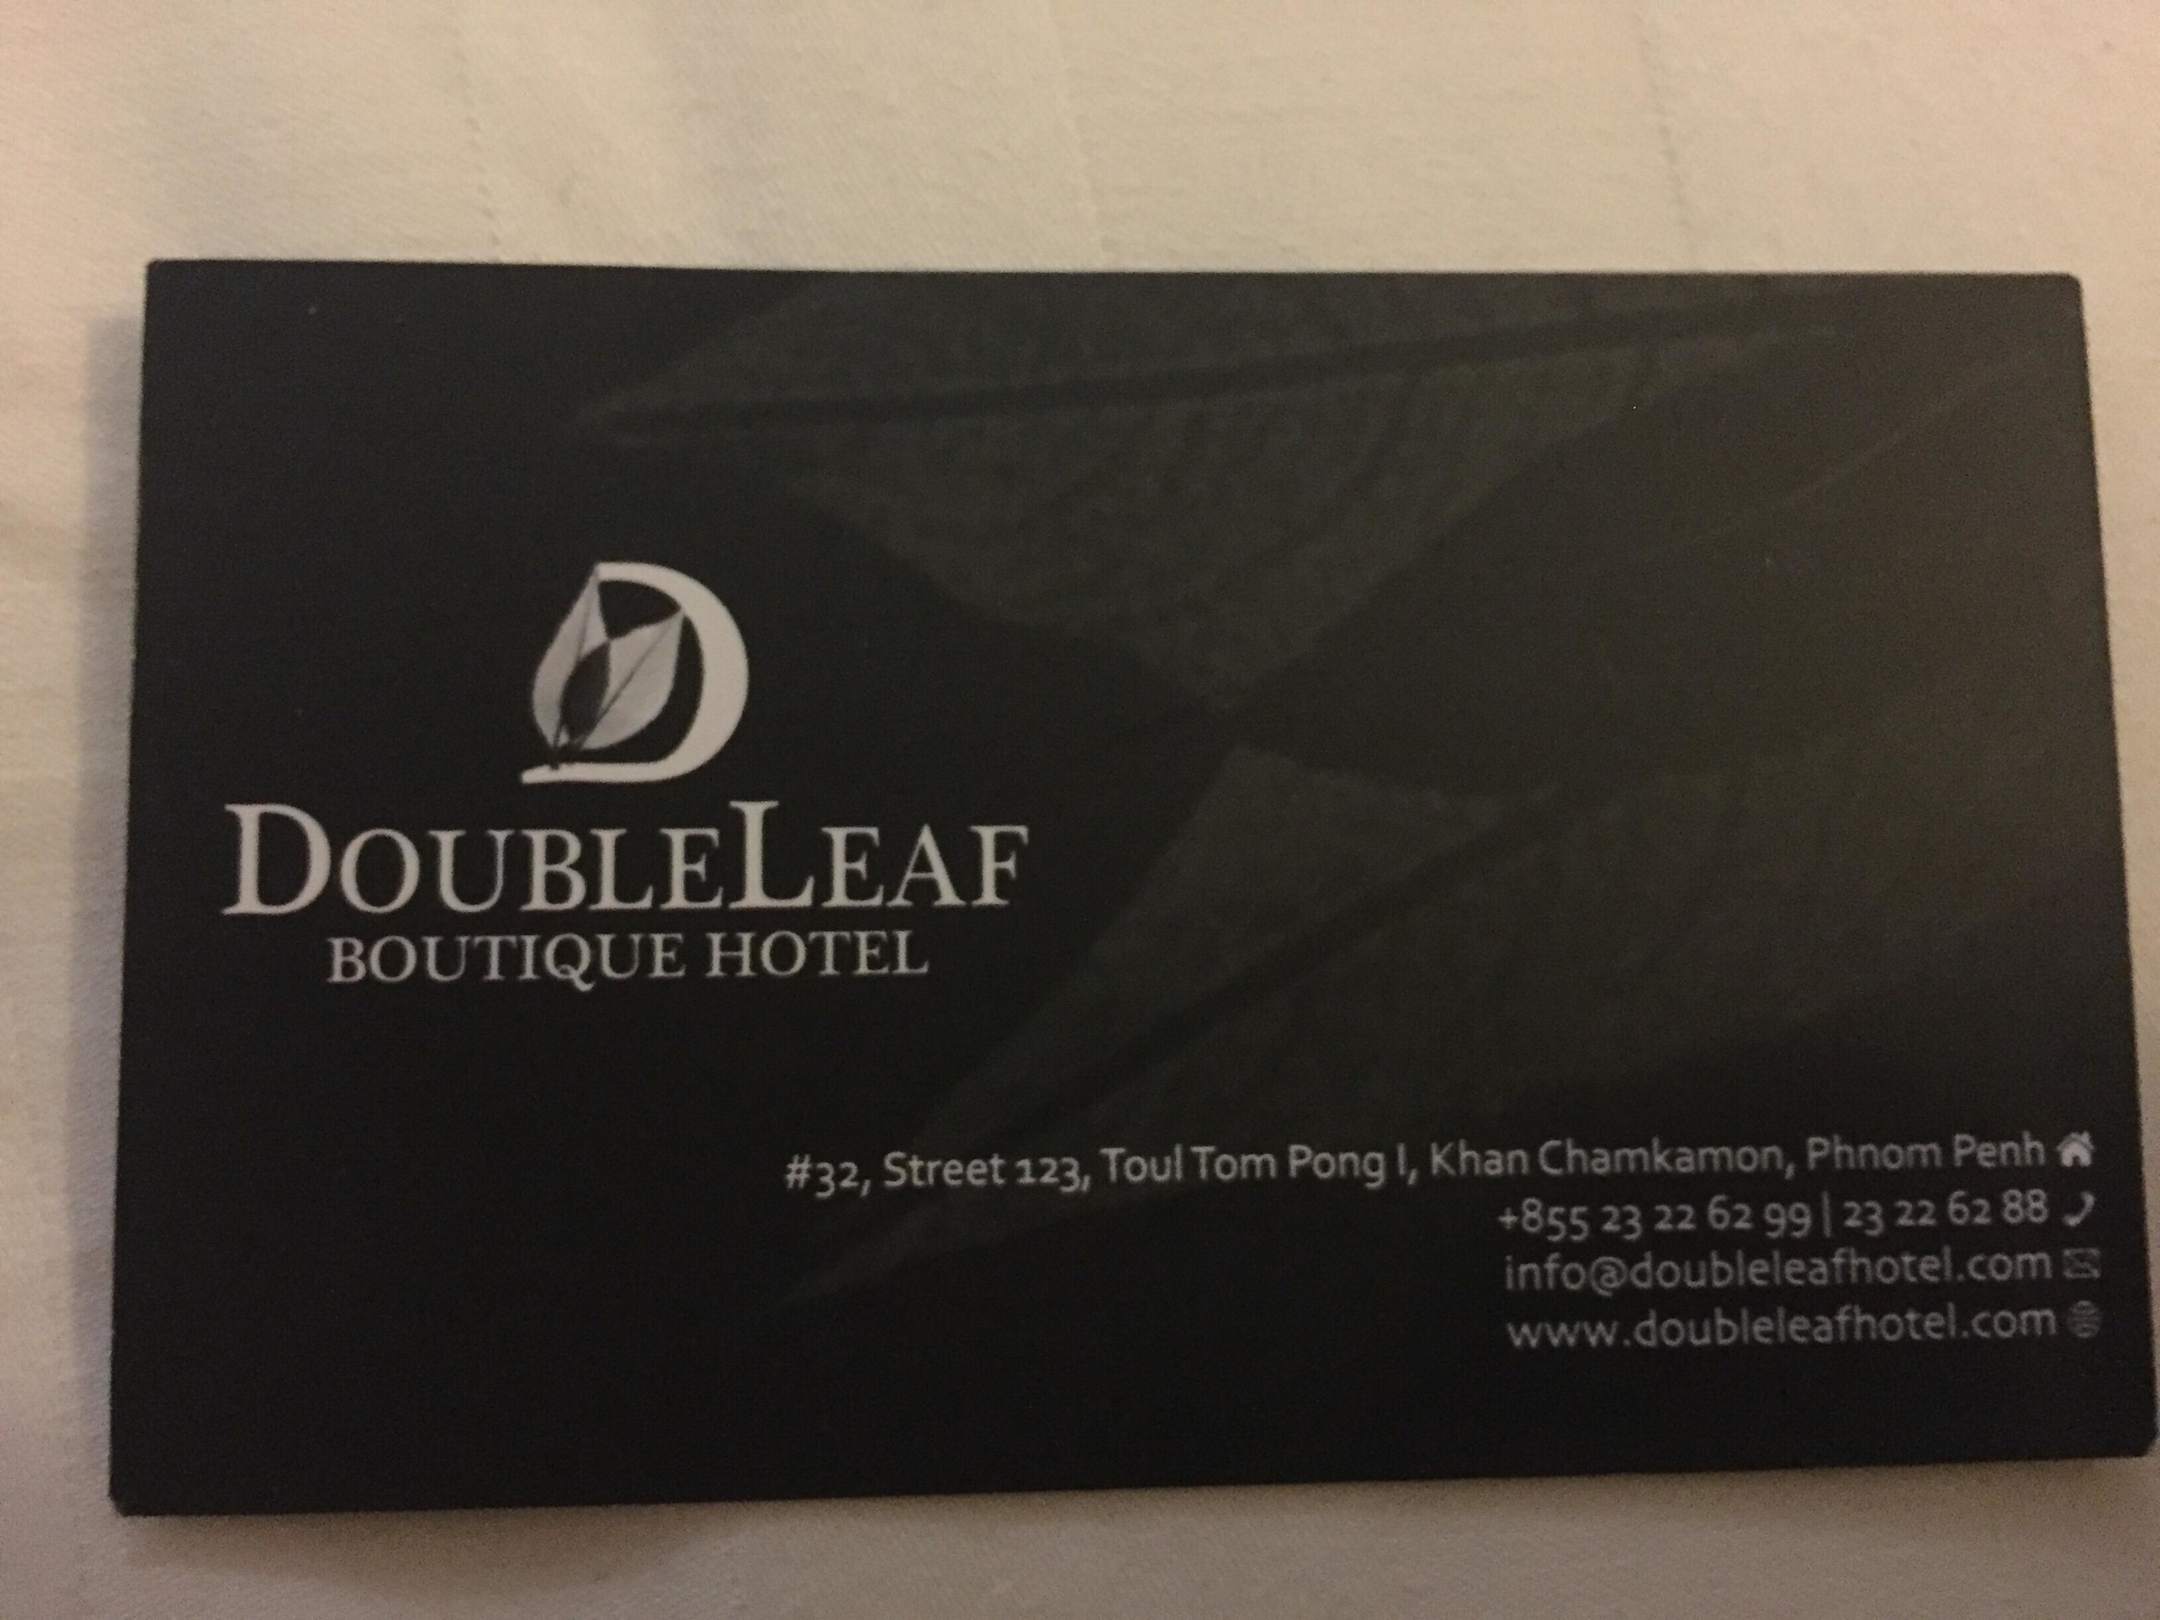 DOUBLELEAF
BOUTIQUE HOTEL
#32, Street 123, Toul Tom Pong I, Khan Chamkamon, Phnom Penh
+855 23 22 62 99 | 23 22 62 88
info@doubleleafhotel.com
www.doubleleafhotel.com